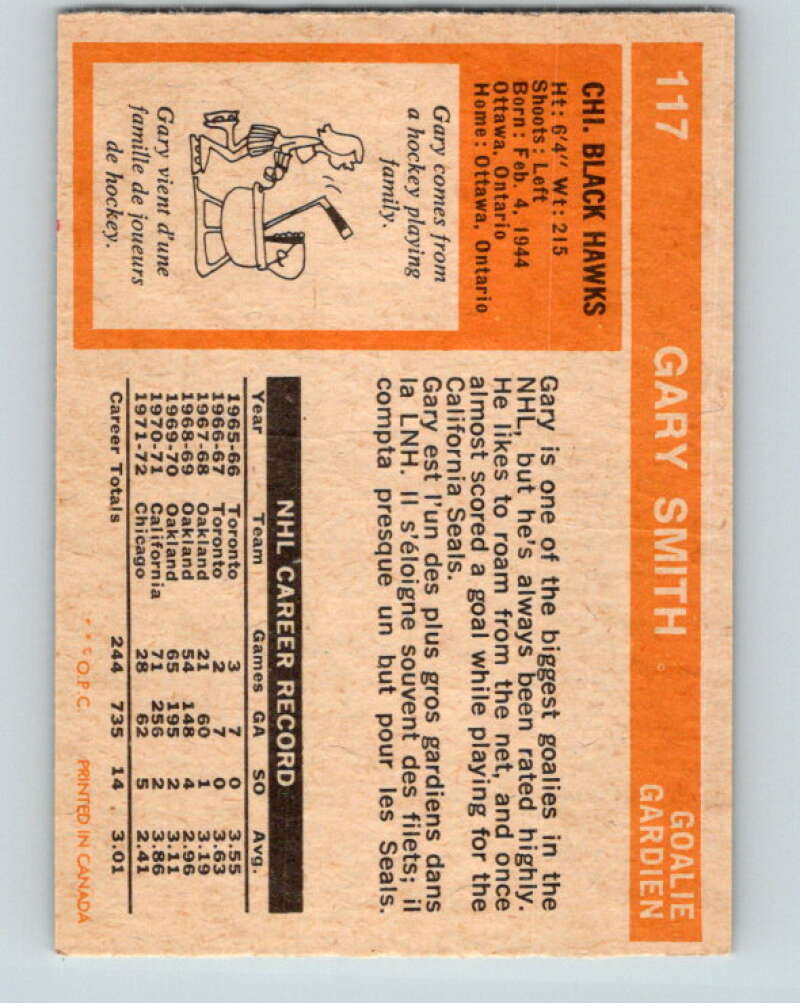 117
GARY SMITH
GOALIE
GARDIEN
CHI. BLACK HAWKS
Ht: 6'4" Wt: 215
Shoots: Left
Born: Feb. 4, 1944
Ottawa, Ontario
Home: Ottawa, Ontario
Gary comes from
a hockey playing
family.
Gary vient d'une
famille de joueurs
de hockey.
Gary is one of the biggest goalies in the
NHL, but he's always been rated highly.
He likes to roam from the net, and once
almost scored a goal while playing for the
California Seals.
Gary est l'un des plus gros gardiens dans
la LNH. Il s'éloigne souvent des filets; il
compta presque un but pour les Seals.
NHL CAREER RECORD
Year Team Games GA SO Avg.
1965-66 Toronto 3 7 0 3.55
1966-67 Toronto 2 7 0 3.63
1967-68 Oakland 21 60 1 3.19
1968-69 Oakland 54 148 4 2.96
1969-70 Oakland 65 195 2 3.11
1970-71 California 71 256 2 3.86
1971-72 Chicago 28 62 5 2.41
Career Totals 244 735 14 3.01
* * © O.P.C. PRINTED IN CANADA